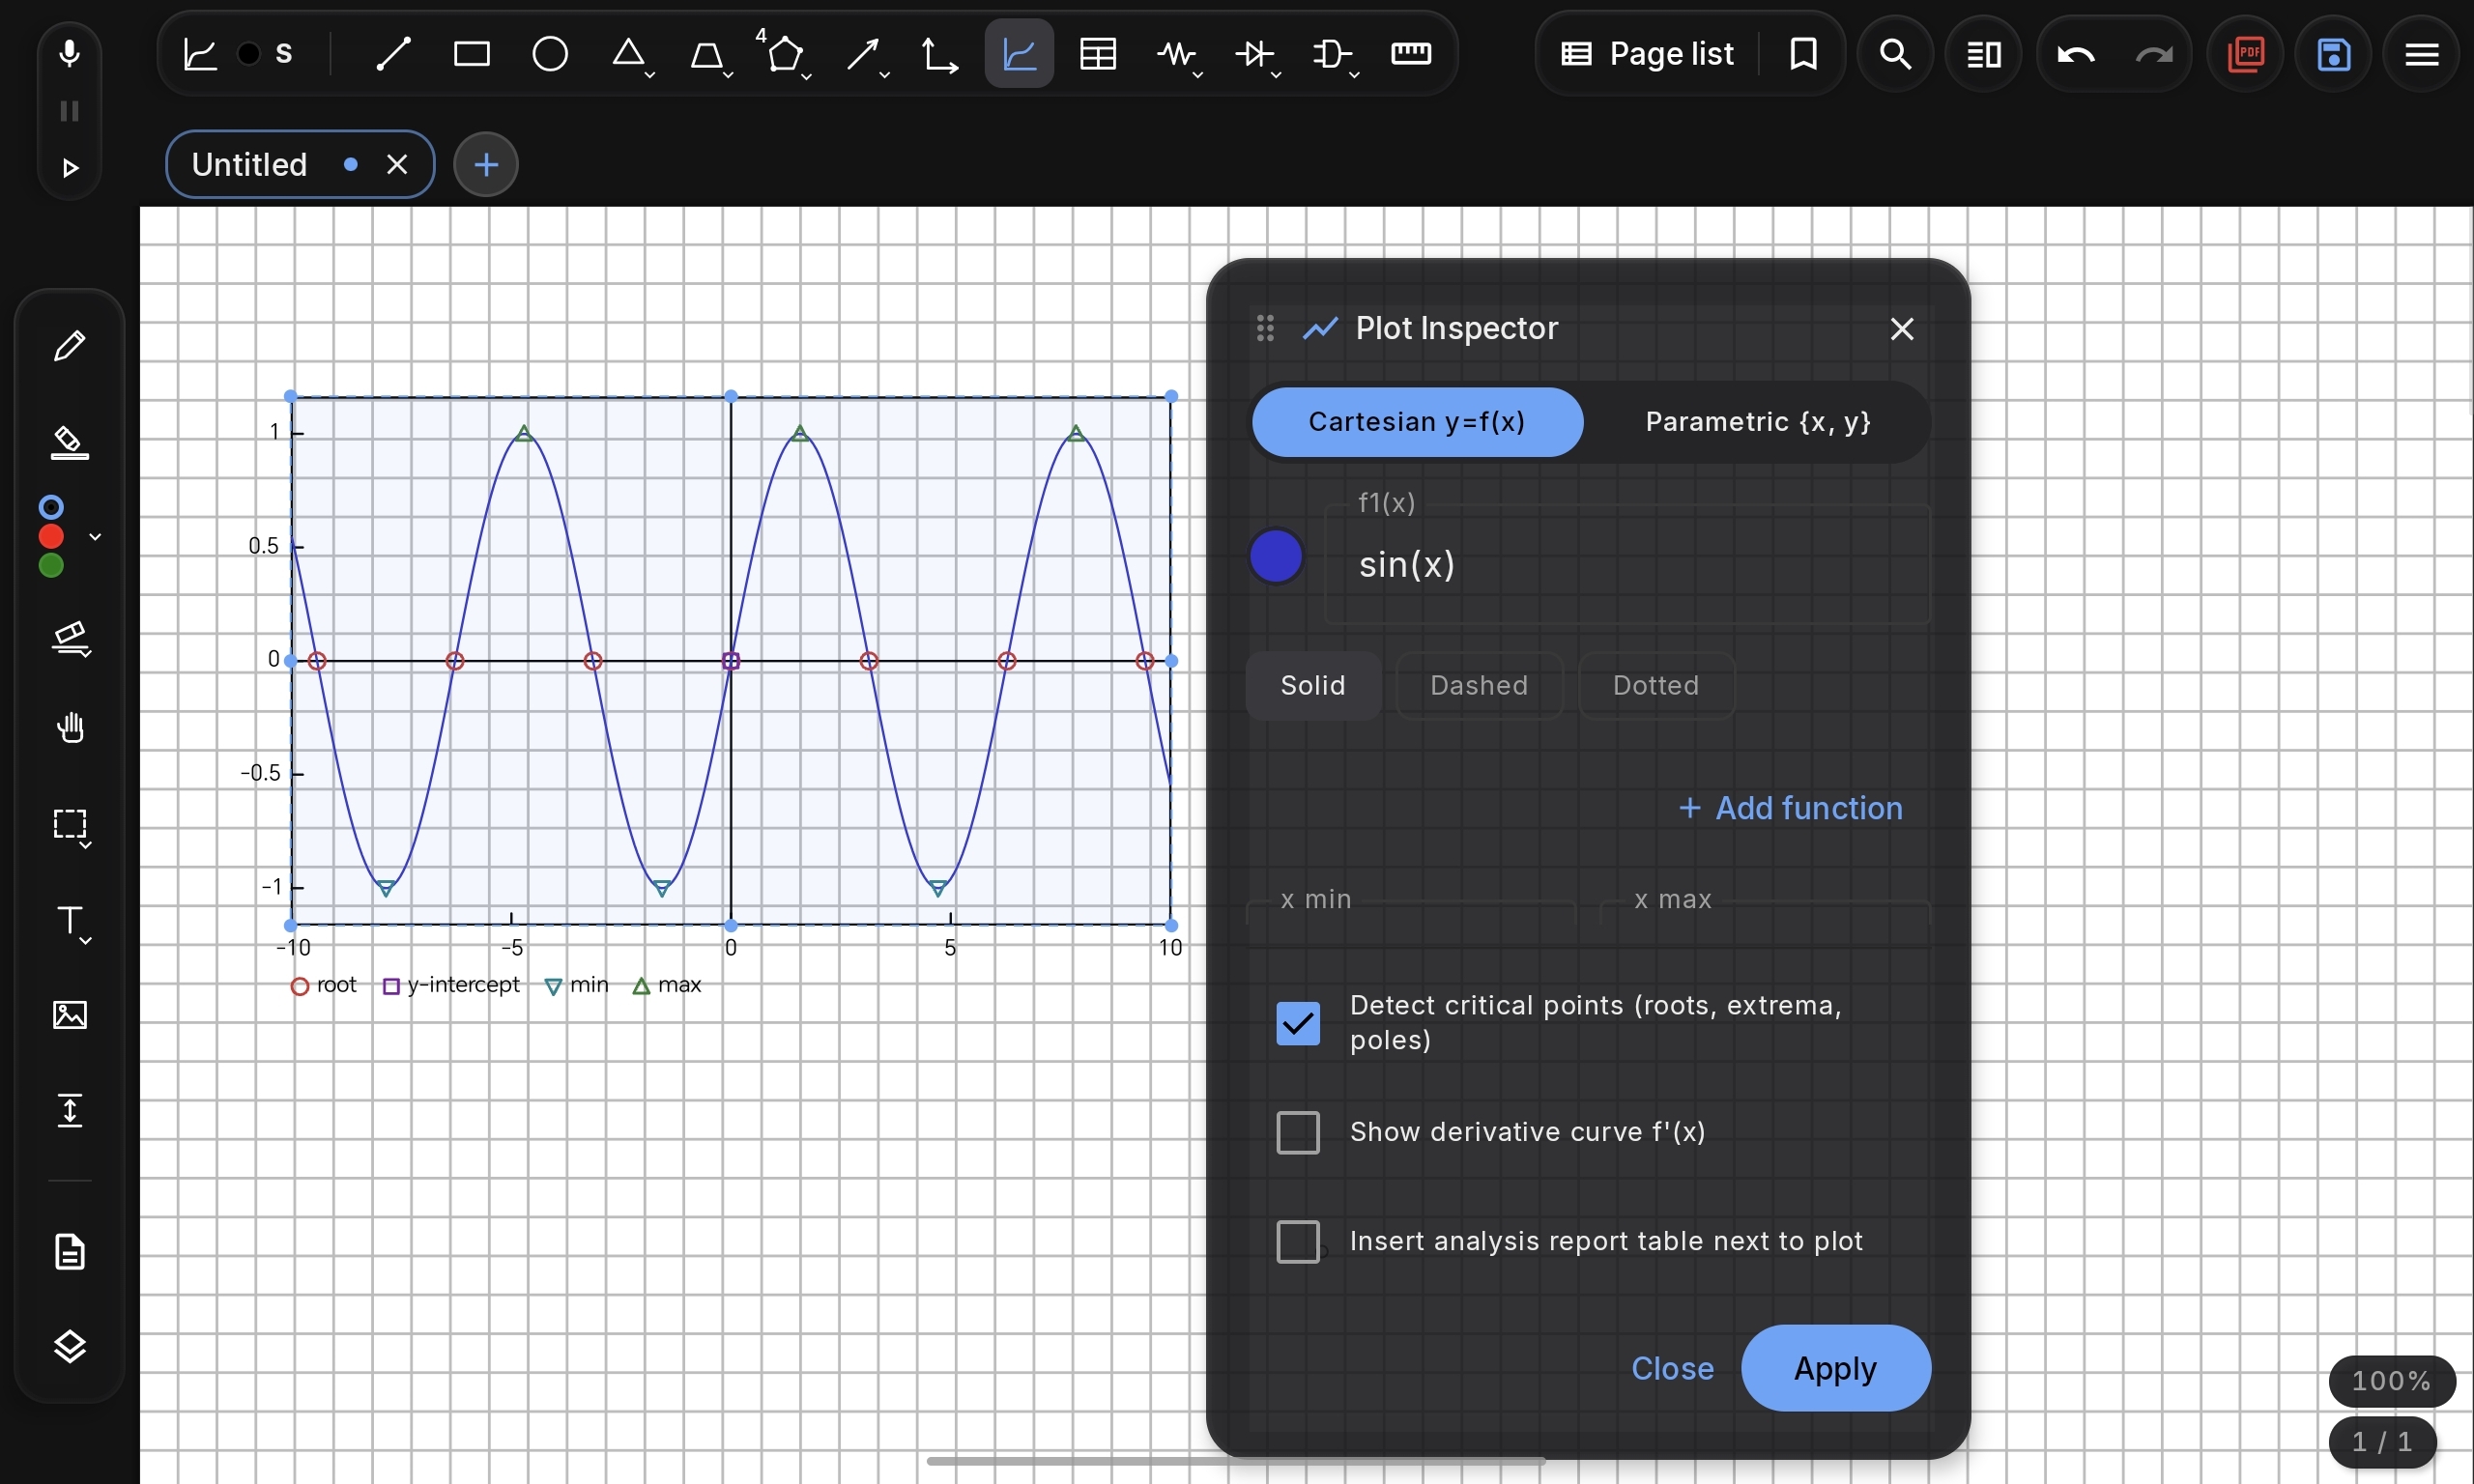 S
4
Page list
PDF
Untitled
Plot Inspector
Cartesian y=f(x)
Parametric {x, y}
f1(x)
sin(x)
Solid
Dashed
Dotted
+ Add function
x min
x max
Detect critical points (roots, extrema,
poles)
Show derivative curve f'(x)
Insert analysis report table next to plot
Close
Apply
1
0.5
0
-0.5
-1
-10
-5
0
5
10
root
y-intercept
min
max
T
100%
1 / 1